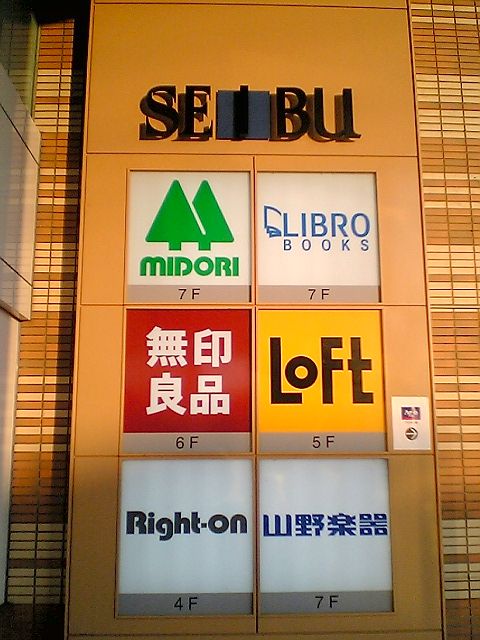 SEIBU
MIDORI
7F
LIBRO
BOOKS
7F
無印
良品
6F
LOFT
5F
Right-on
4F
山野楽器
7F